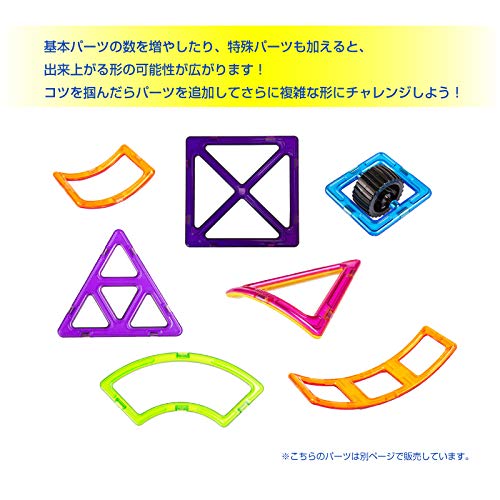 基本パーツの数を増やしたり、特殊パーツも加えると、
出来上がる形の可能性が広がります！
コツを掴んだらパーツを追加してさらに複雑な形にチャレンジしよう！
※こちらのパーツは別ページで販売しています。